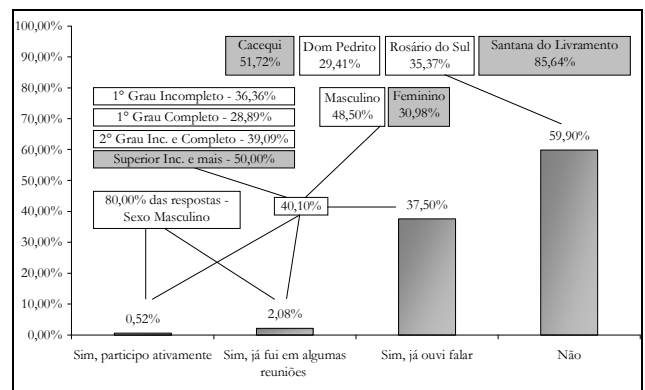 100,00%
90,00%
80,00%
70,00%
60,00%
50,00%
40,00%
30,00%
20,00%
10,00%
0,00%
Cacequi
51,72%
Dom Pedrito
29,41%
Rosário do Sul
35,37%
Santana do Livramento
85,64%
1° Grau Incompleto - 36,36%
1° Grau Completo - 28,89%
2° Grau Inc. e Completo - 39,09%
Superior Inc. e mais - 50,00%
Masculino
48,50%
Feminino
30,98%
80,00% das respostas -
Sexo Masculino
40,10%
0,52%
2,08%
37,50%
59,90%
Sim, participo ativamente
Sim, já fui em algumas
reuniões
Sim, já ouvi falar
Não